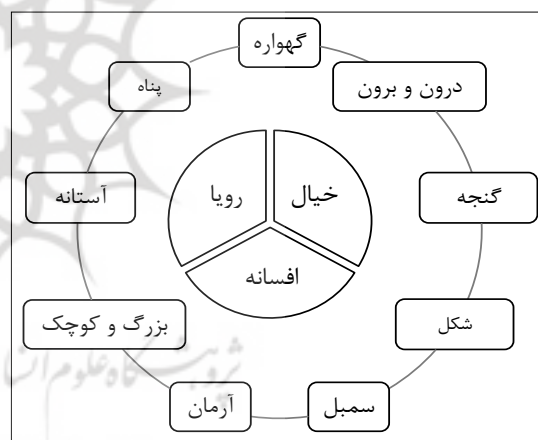 گهواره
درون و برون
پناه
گنجه
آستانه
خیال
رویا
افسانه
شکل
بزرگ و کوچک
سمبل
آرمان